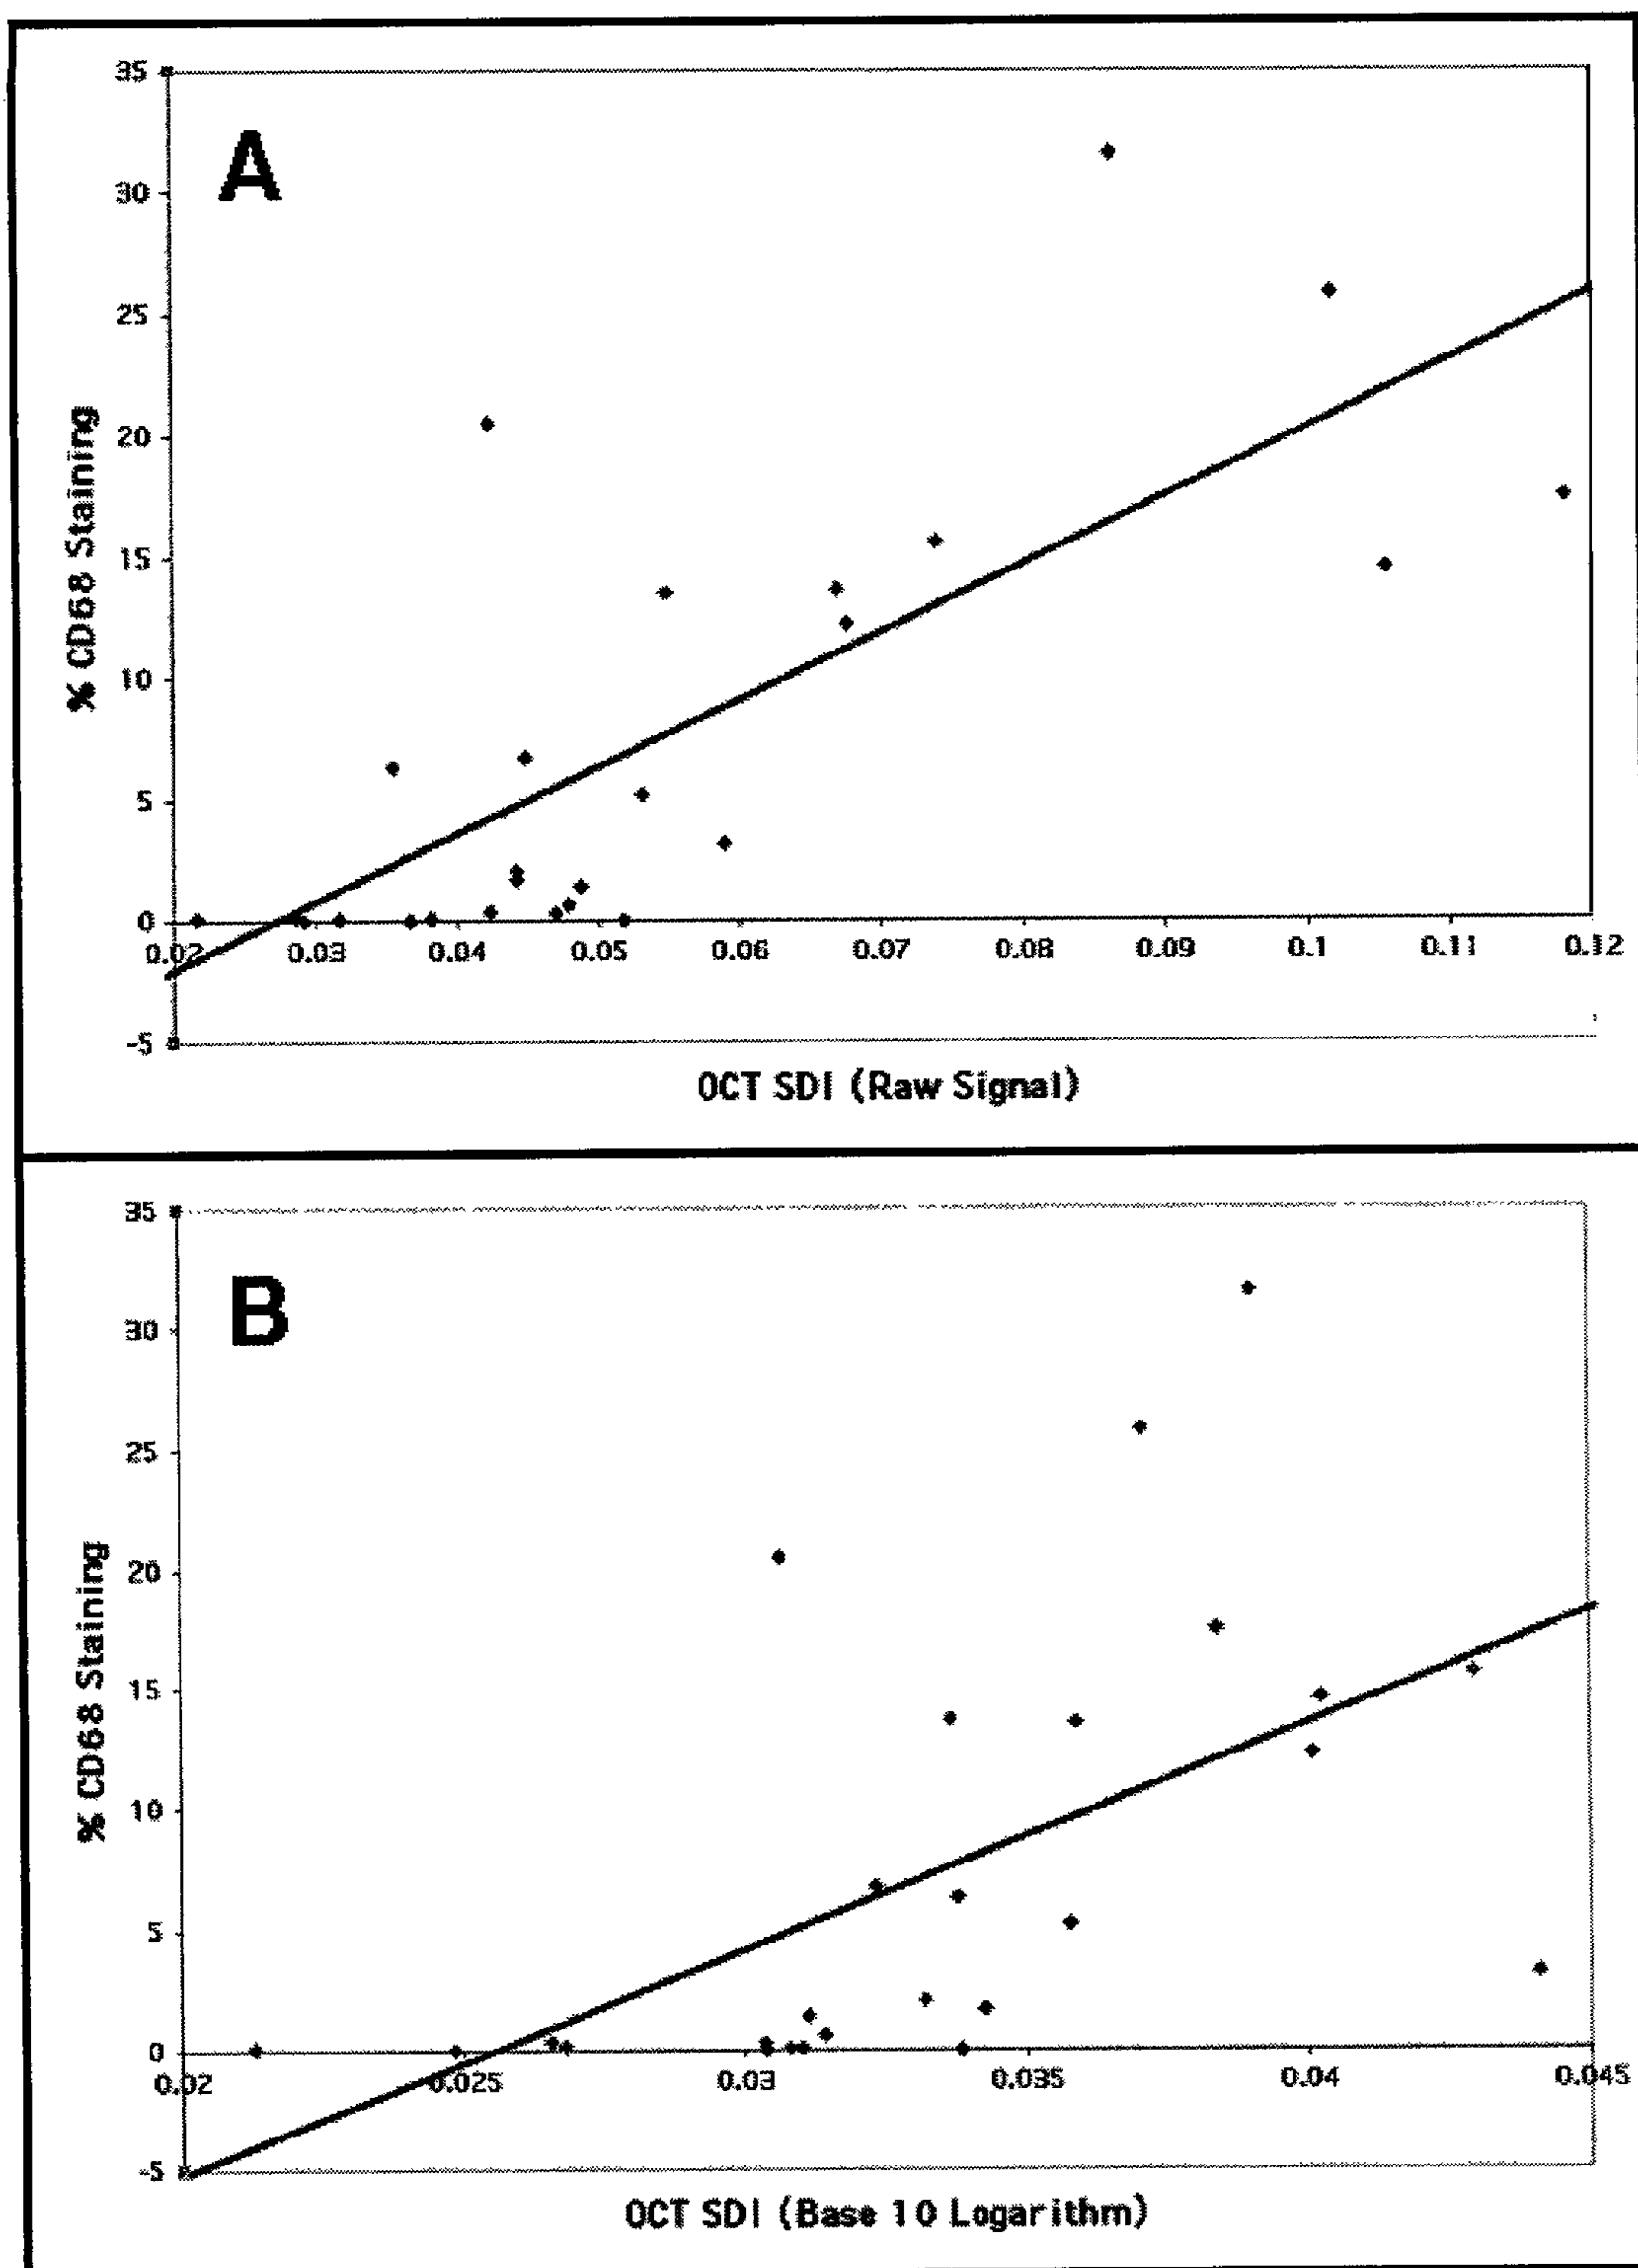 A
35
30
25
20
15
10
5
0
-5
% CD68 Staining
0.02 0.03 0.04 0.05 0.06 0.07 0.08 0.09 0.1 0.11 0.12
OCT SDI (Raw Signal)
B
35
30
25
20
15
10
5
0
-5
% CD68 Staining
0.02 0.025 0.03 0.035 0.04 0.045
OCT SDI (Base 10 Logarithm)